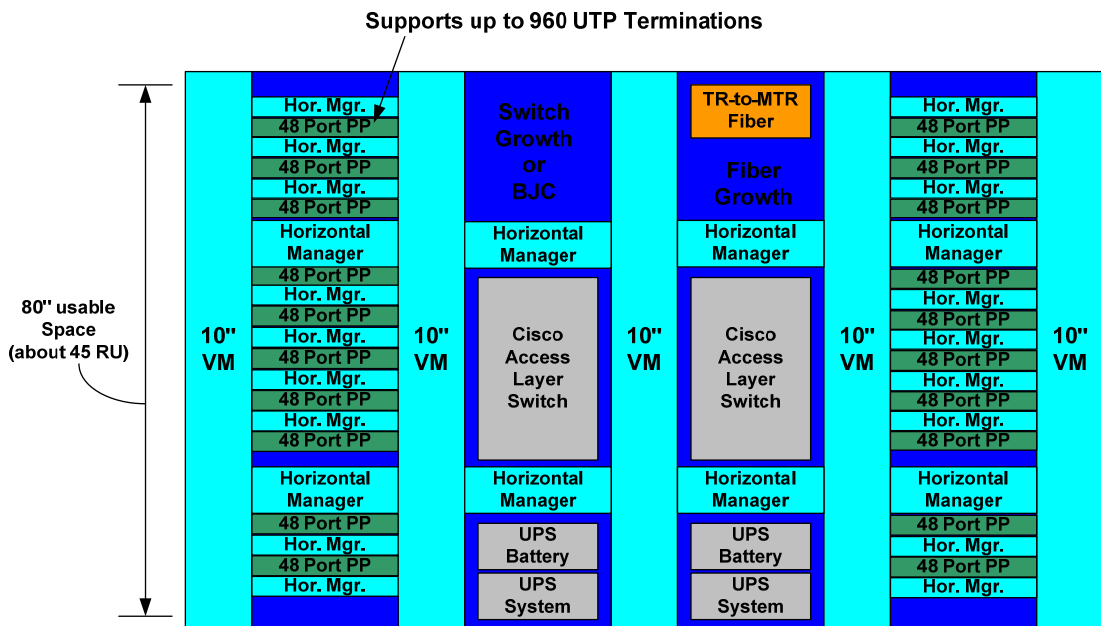 Supports up to 960 UTP Terminations
80" usable
Space
(about 45 RU)
10"
VM
Hor. Mgr.
48 Port PP
Hor. Mgr.
48 Port PP
Hor. Mgr.
48 Port PP
Horizontal
Manager
48 Port PP
Hor. Mgr.
48 Port PP
Hor. Mgr.
48 Port PP
Hor. Mgr.
48 Port PP
Hor. Mgr.
48 Port PP
Horizontal
Manager
48 Port PP
Hor. Mgr.
48 Port PP
Hor. Mgr.
10"
VM
Switch
Growth
or
BJC
Horizontal
Manager
Cisco
Access
Layer
Switch
Horizontal
Manager
UPS
Battery
UPS
System
10"
VM
TR-to-MTR
Fiber
Fiber
Growth
Horizontal
Manager
Cisco
Access
Layer
Switch
Horizontal
Manager
UPS
Battery
UPS
System
10"
VM
Hor. Mgr.
48 Port PP
Hor. Mgr.
48 Port PP
Hor. Mgr.
48 Port PP
Horizontal
Manager
48 Port PP
Hor. Mgr.
48 Port PP
Hor. Mgr.
48 Port PP
Hor. Mgr.
48 Port PP
Hor. Mgr.
48 Port PP
Horizontal
Manager
48 Port PP
Hor. Mgr.
48 Port PP
Hor. Mgr.
10"
VM